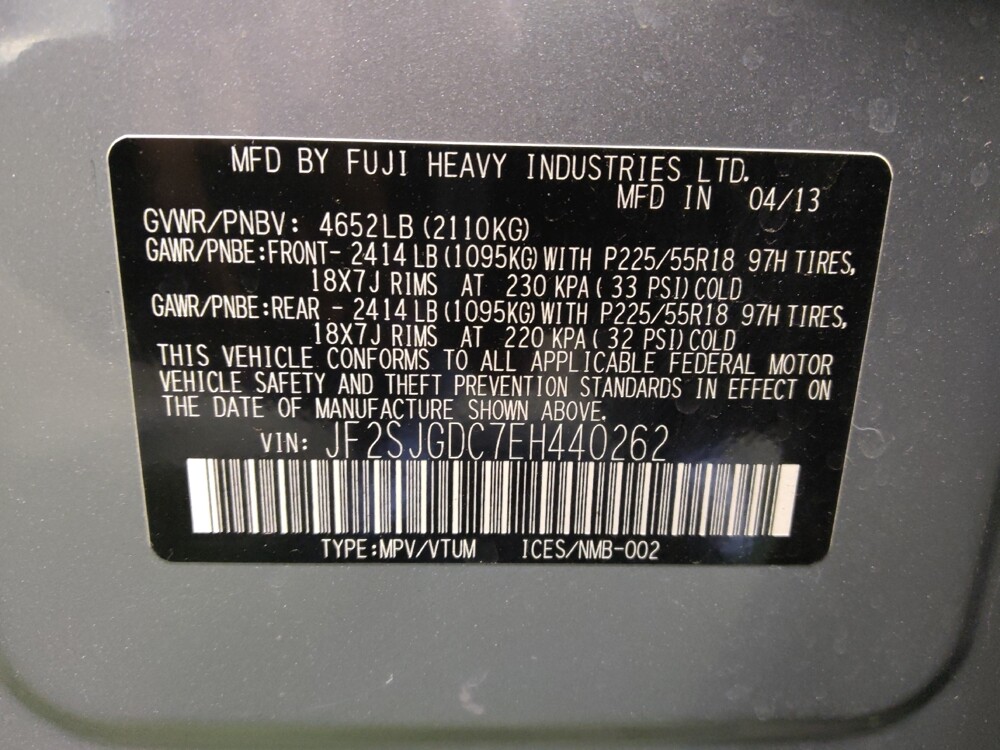 MFD BY FUJI HEAVY INDUSTRIES LTD.
MFD IN 04/13
GVWR/PNBV: 4652LB (2110KG)
GAWR/PNBE:FRONT- 2414 LB (1095KG) WITH P225/55R18 97H TIRES,
18X7J RIMS AT 230 KPA ( 33 PSI) COLD
GAWR/PNBE:REAR - 2414 LB (1095KG) WITH P225/55R18 97H TIRES,
18X7J RIMS AT 220 KPA ( 32 PSI) COLD
THIS VEHICLE CONFORMS TO ALL APPLICABLE FEDERAL MOTOR
VEHICLE SAFETY AND THEFT PREVENTION STANDARDS IN EFFECT ON
THE DATE OF MANUFACTURE SHOWN ABOVE.
VIN: JF2SJGDC7EH440262
TYPE:MPV/VTUM ICES/NMB-002